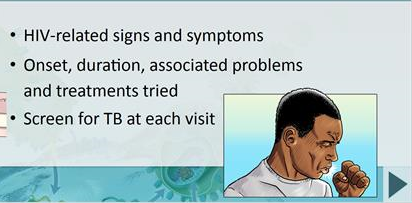 • HIV-related signs and symptoms
• Onset, duration, associated problems
and treatments tried
• Screen for TB at each visit